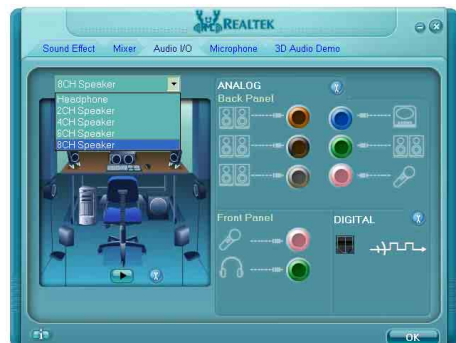 REALTEK
Sound Effect Mixer Audio I/O Microphone 3D Audio Demo
8CH Speaker
Headphone
2CH Speaker
4CH Speaker
6CH Speaker
8CH Speaker
ANALOG
Back Panel
Front Panel
DIGITAL
OK